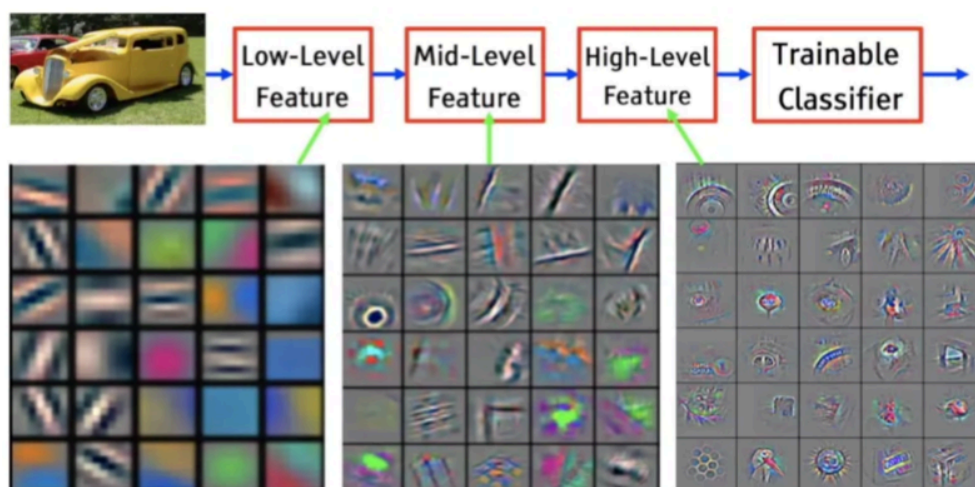 Low-Level
Feature
Mid-Level
Feature
High-Level
Feature
Trainable
Classifier